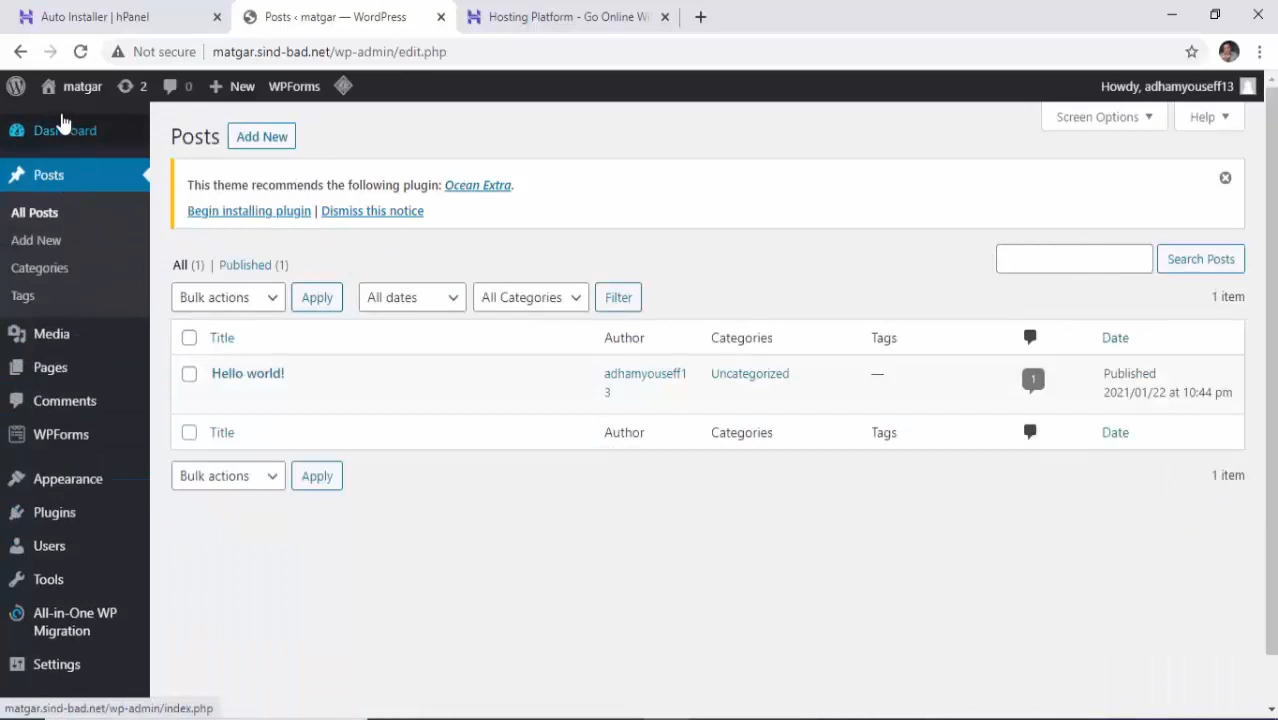 Auto Installer | hPanel
Posts ‹ matgar — WordPress
Hosting Platform - Go Online Wi
Not secure
matgar.sind-bad.net/wp-admin/edit.php
matgar
2
0
New
WPForms
Howdy, adhamyouseff13
Dashboard
Posts
All Posts
Add New
Categories
Tags
Media
Pages
Comments
WPForms
Appearance
Plugins
Users
Tools
All-in-One WP
Migration
Settings
Screen Options
Help
Posts
Add New
This theme recommends the following plugin: Ocean Extra.
Begin installing plugin | Dismiss this notice
All (1) | Published (1)
Search Posts
Bulk actions
Apply
All dates
All Categories
Filter
1 item
Title
Author
Categories
Tags
Date
Hello world!
adhamyouseff1
3
Uncategorized
—
1
Published
2021/01/22 at 10:44 pm
Title
Author
Categories
Tags
Date
Bulk actions
Apply
1 item
matgar.sind-bad.net/wp-admin/index.php